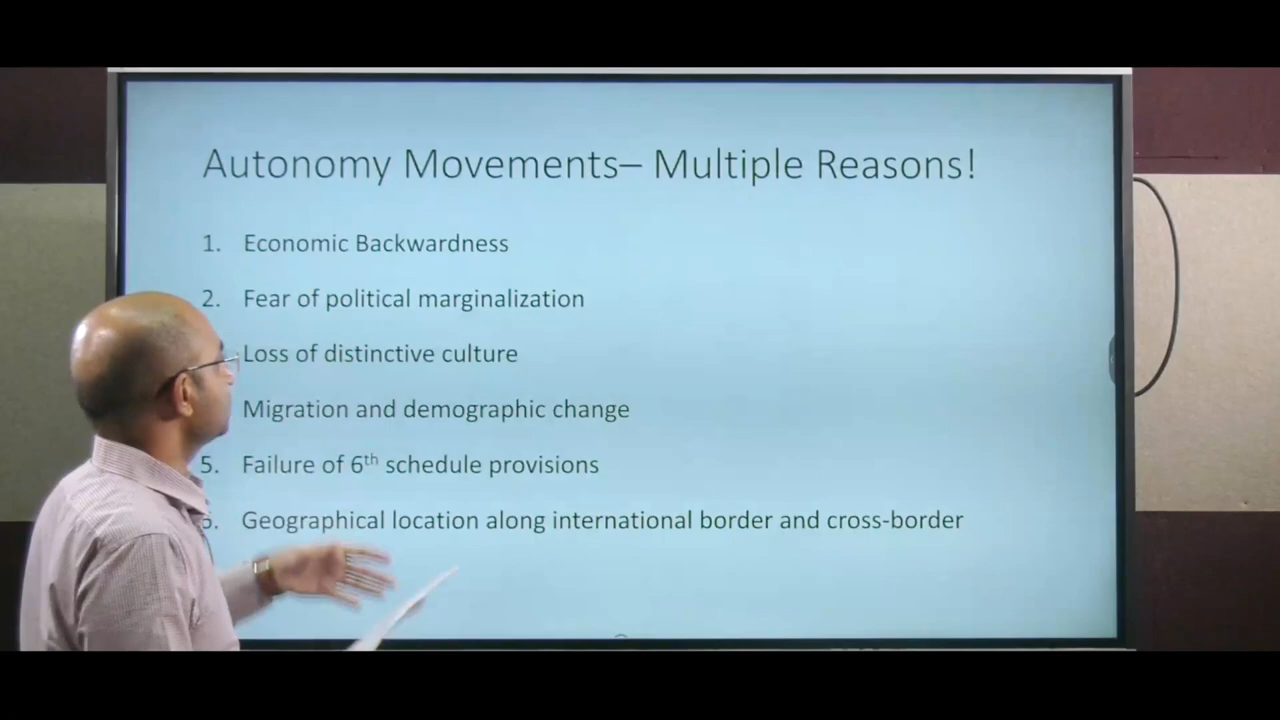 Autonomy Movements– Multiple Reasons!
1. Economic Backwardness
2. Fear of political marginalization
Loss of distinctive culture
Migration and demographic change
5. Failure of 6th schedule provisions
6. Geographical location along international border and cross-border